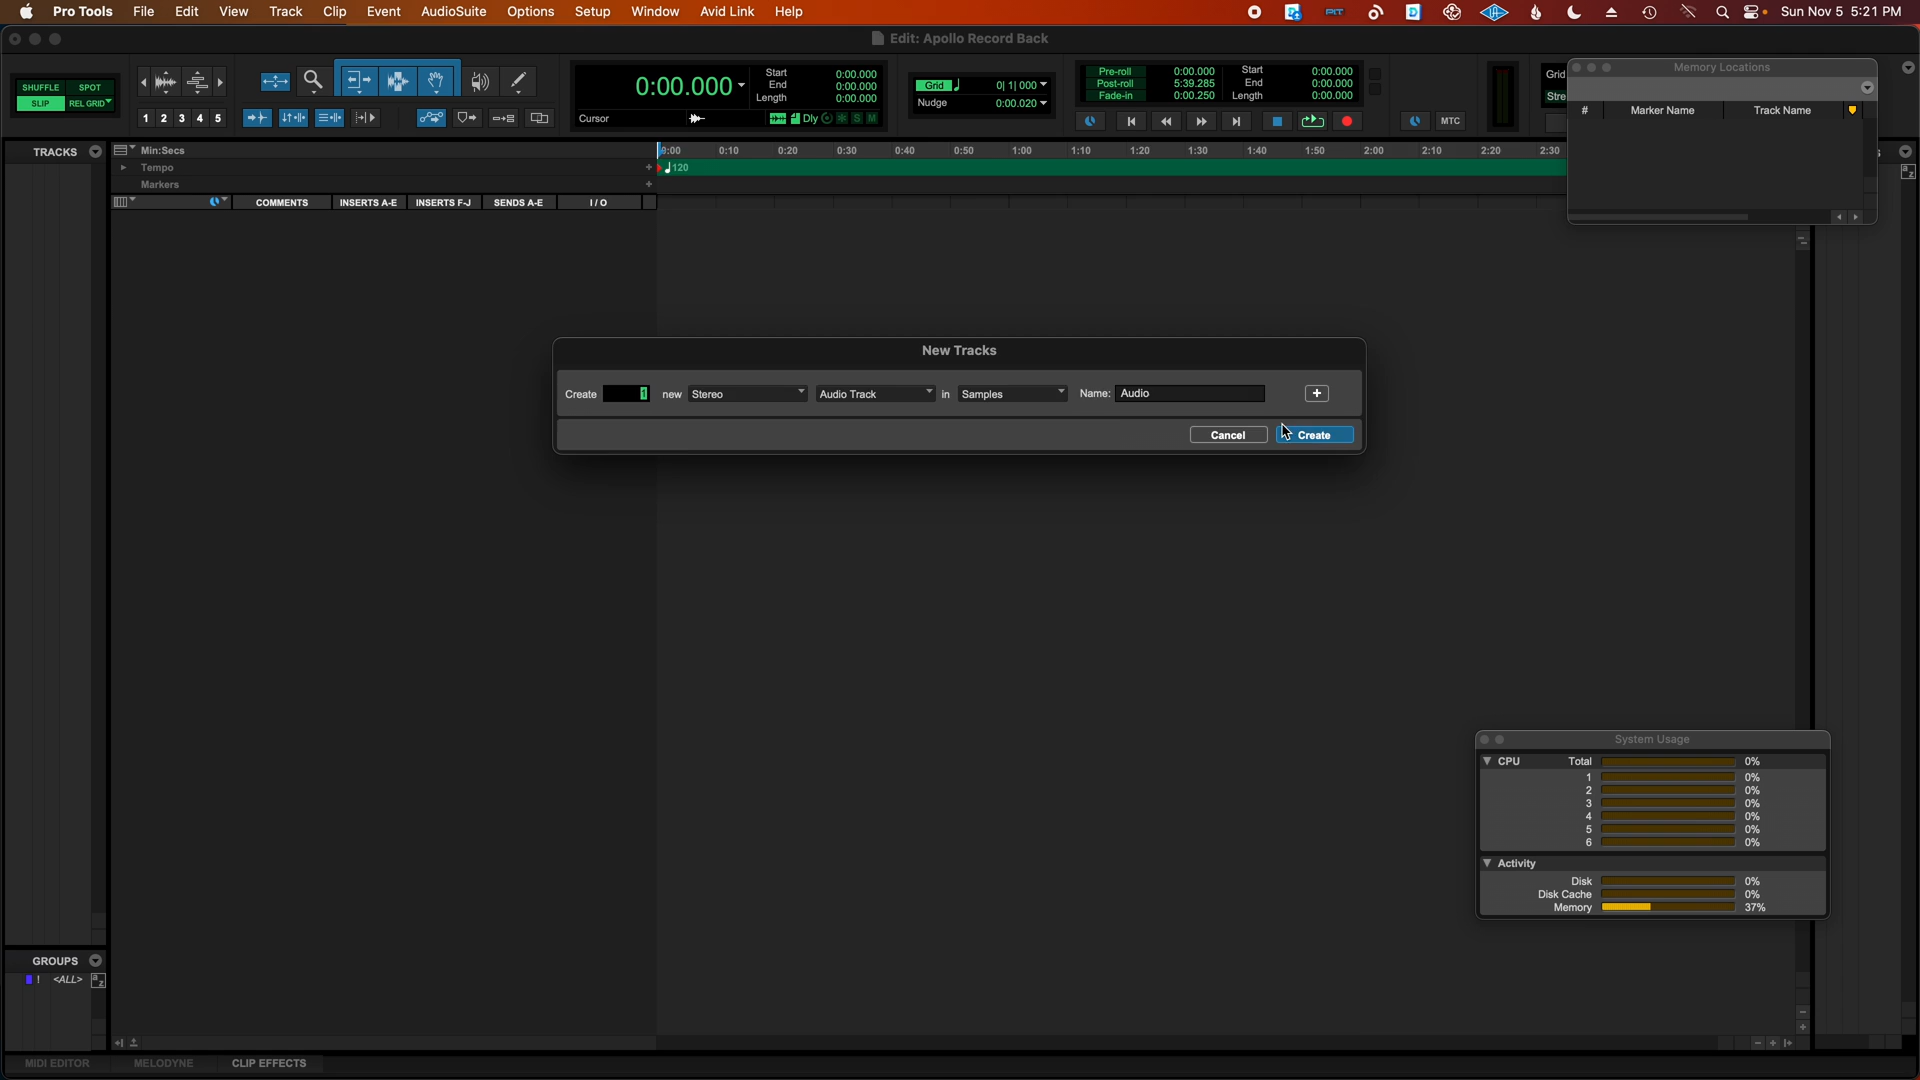 Pro Tools File Edit View Track Clip Event AudioSuite Options Setup Window Avid Link Help Sun Nov 5 5:21 PM
Edit: Apollo Record Back
SHUFFLE SPOT
SLIP REL GRID
1 2 3 4 5
0:00.000
Start 0:00.000
End 0:00.000
Length 0:00.000
Cursor
Dly S M
Grid 0| 1| 000
Nudge 0:00.020
Pre-roll 0:00.000
Post-roll 5:39.285
Fade-in 0:00.250
Start 0:00.000
End 0:00.000
Length 0:00.000
MTC
Grid
Stre
Memory Locations
# Marker Name Track Name
TRACKS
Min:Secs
0:00 0:10 0:20 0:30 0:40 0:50 1:00 1:10 1:20 1:30 1:40 1:50 2:00 2:10 2:20 2:30
Tempo
120
Markers
COMMENTS INSERTS A-E INSERTS F-J SENDS A-E I / O
a z
New Tracks
Create 1 new Stereo Audio Track in Samples Name: Audio +
Cancel Create
System Usage
CPU Total 0%
1 0%
2 0%
3 0%
4 0%
5 0%
6 0%
Activity
Disk 0%
Disk Cache 0%
Memory 37%
GROUPS
! <ALL> a z
MIDI EDITOR MELODYNE CLIP EFFECTS